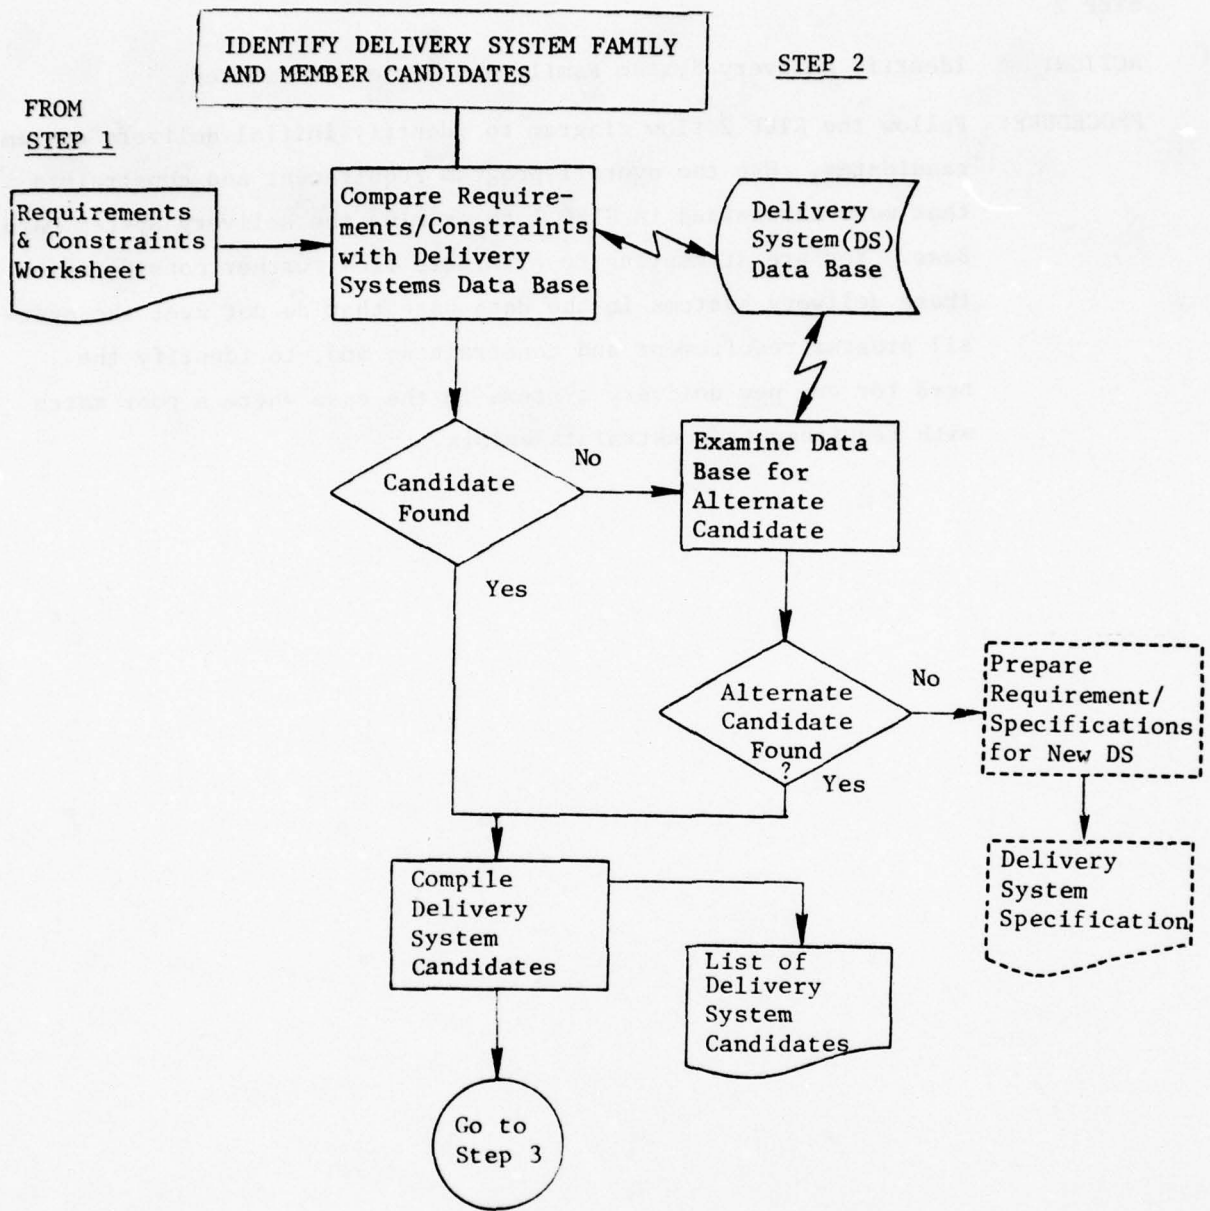 IDENTIFY DELIVERY SYSTEM FAMILY
AND MEMBER CANDIDATES
STEP 2
FROM
STEP 1
Requirements
& Constraints
Worksheet
Compare Require-
ments/Constraints
with Delivery
Systems Data Base
Delivery
System(DS)
Data Base
Candidate
Found
No
Yes
Examine Data
Base for
Alternate
Candidate
Alternate
Candidate
Found
?
No
Yes
Prepare
Requirement/
Specifications
for New DS
Delivery
System
Specification
Compile
Delivery
System
Candidates
List of
Delivery
System
Candidates
Go to
Step 3